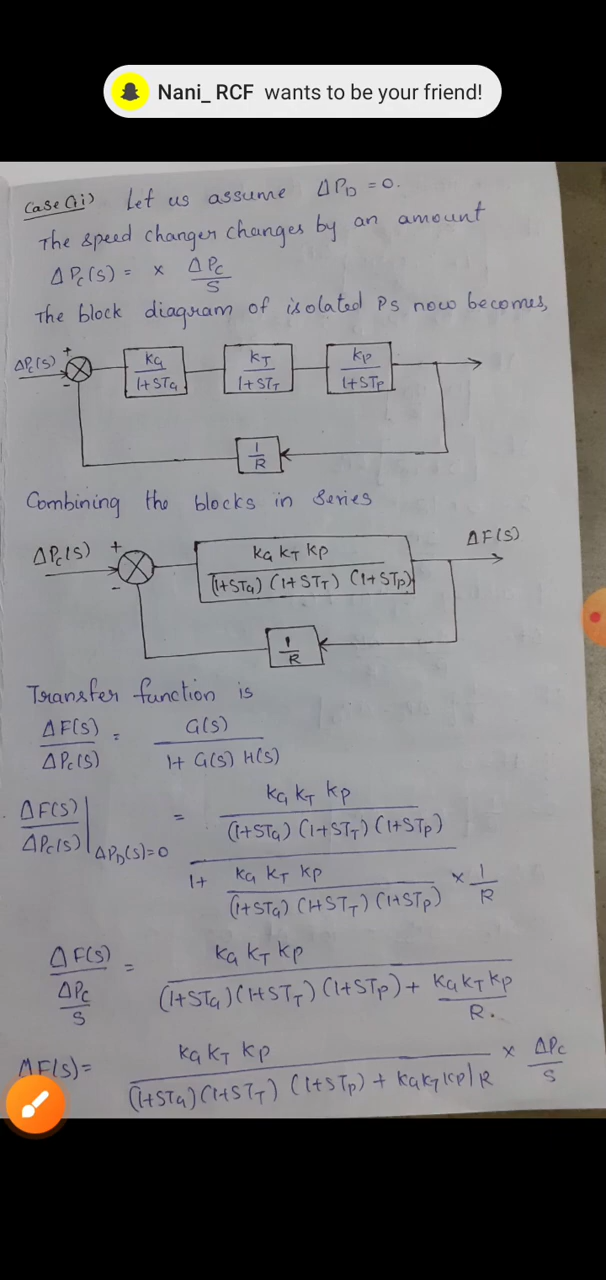 Nani_ RCF wants to be your friend!
Case(ii) Let us assume ΔP_D = 0.
The speed changer changes by an amount
ΔPc(s) = × ΔPc/S
The block diagram of isolated PS now becomes,
ΔPc(s) + - KG/1+STG KT/1+STT KP/1+STP
1/R
Combining the blocks in series
ΔPc(s) + - KG KT KP/(1+STG) (1+STT) (1+STP) ΔF(S)
1/R
Transfer function is
ΔF(S)/ΔPc(S) = G(S)/1+ G(S) H(S)
ΔF(S)/ΔPc(S)|ΔPD(S)=0 = KG KT KP/(1+STG) (1+STT) (1+STP) / 1+ KG KT KP/(1+STG) (1+STT) (1+STP) × 1/R
ΔF(S)/ΔPc/S = KG KT KP/(1+STG) (1+STT) (1+STP) + KG KT KP/R.
ΔF(S) = KG KT KP/(1+STG) (1+STT) (1+STP) + KG KT KP/R × ΔPc/S